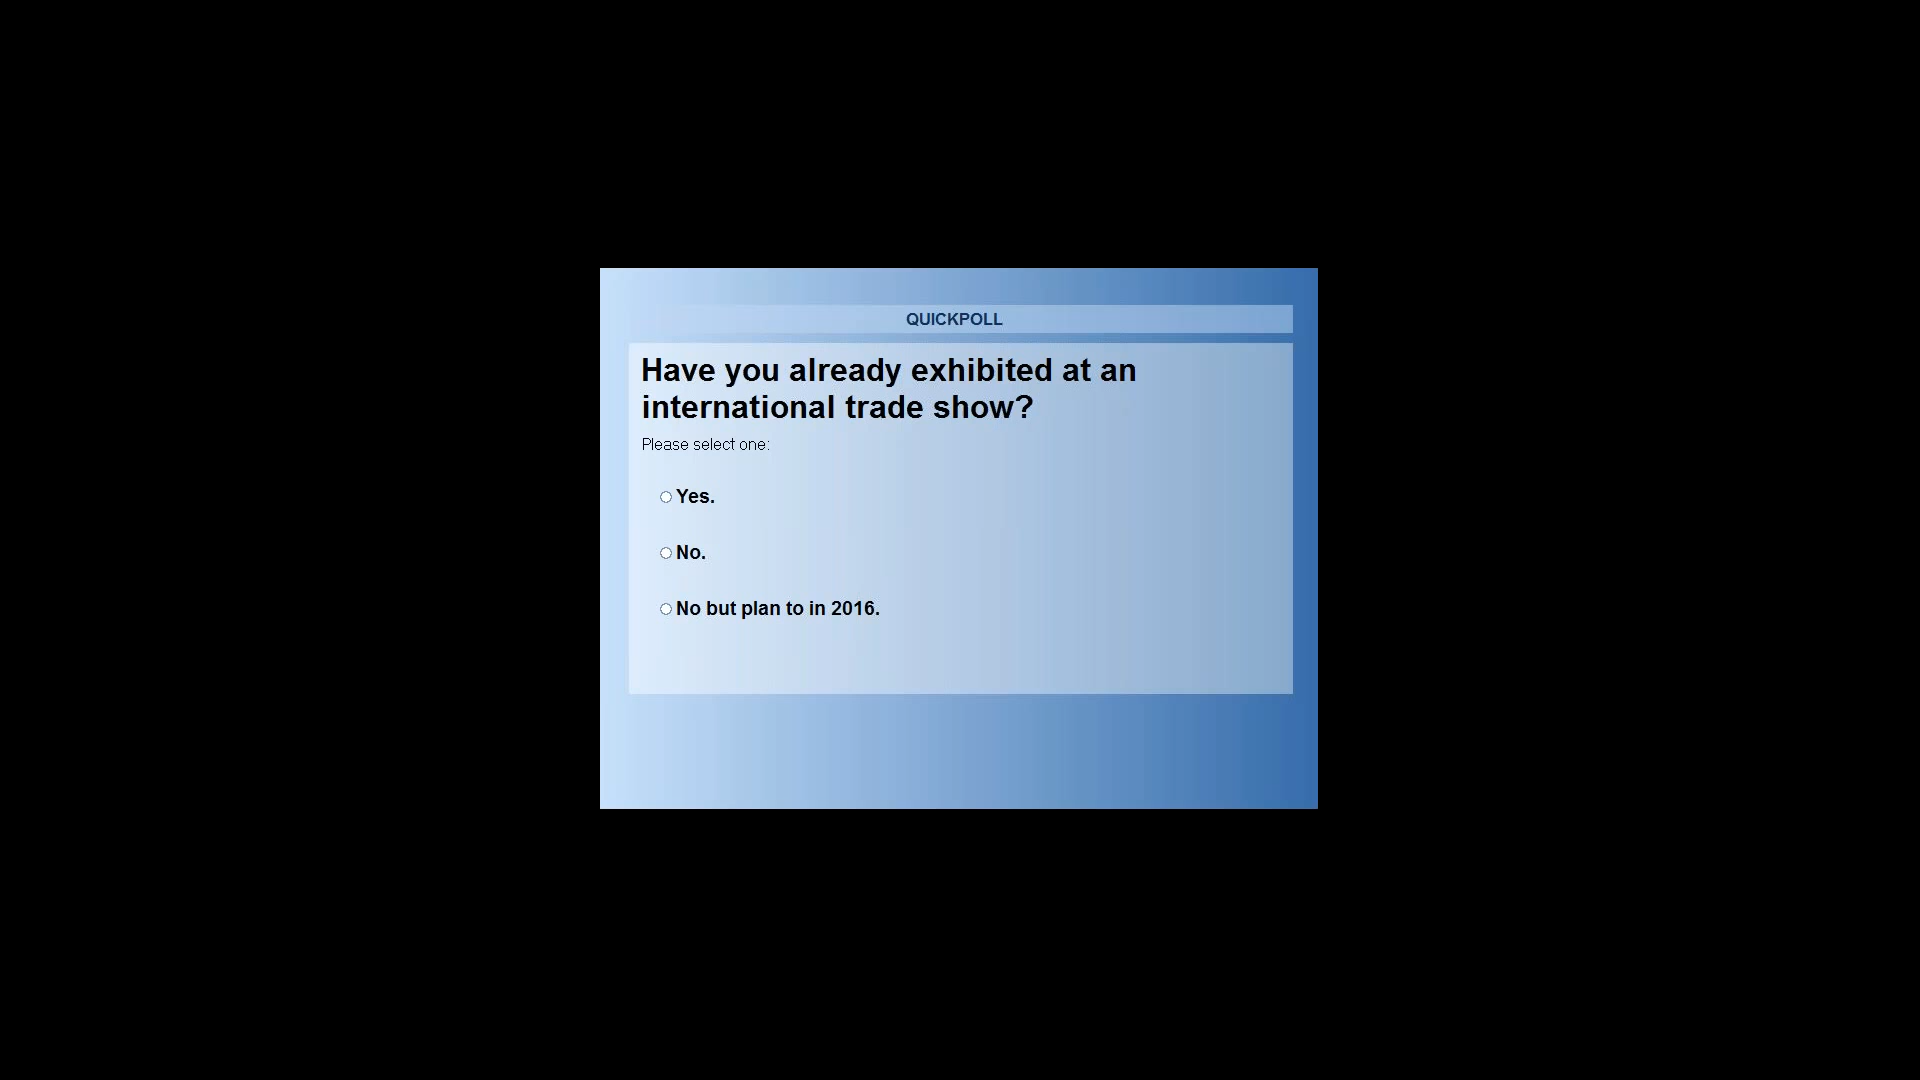 QUICKPOLL
Have you already exhibited at an
international trade show?
Please select one:
Yes.
No.
No but plan to in 2016.